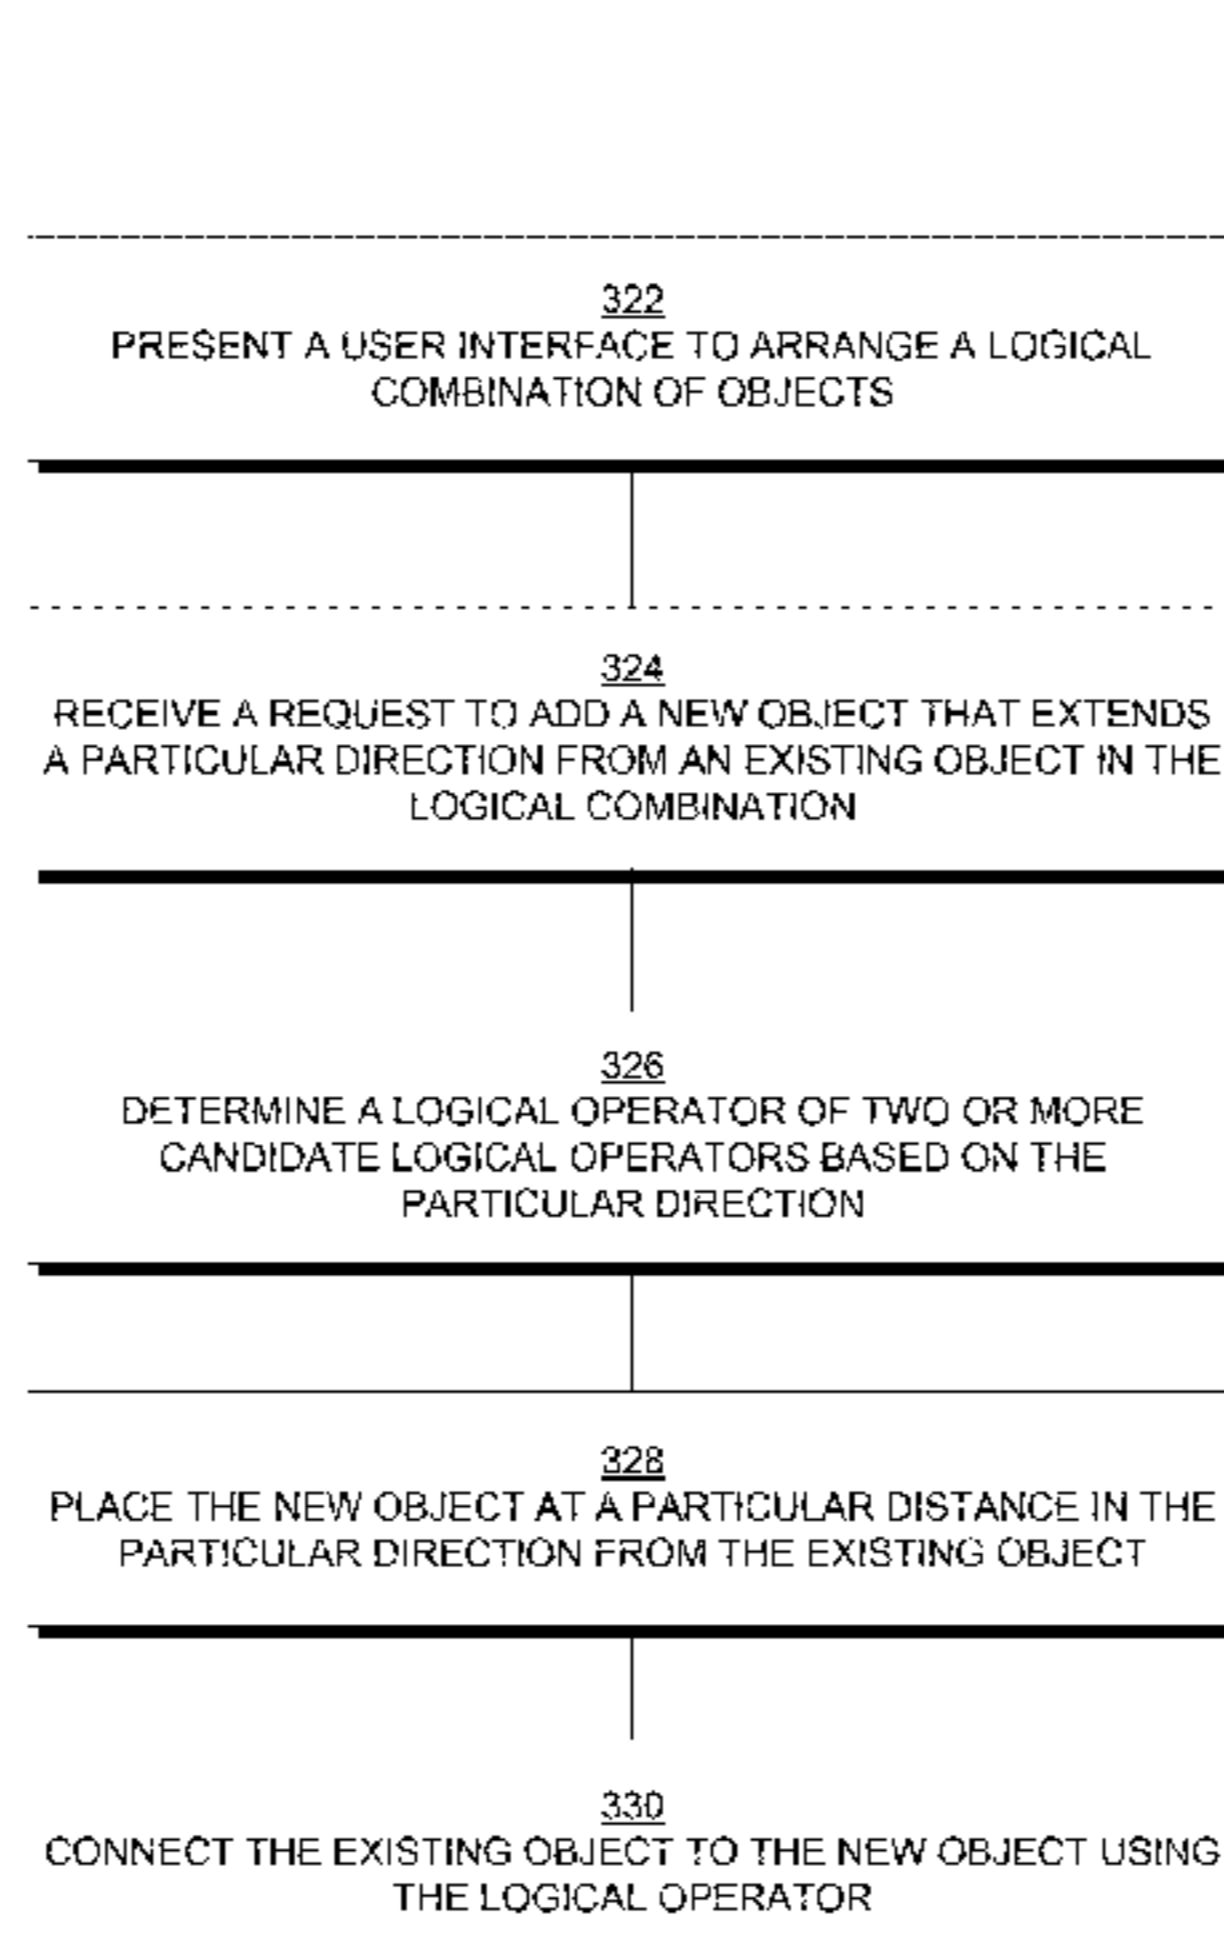 322
PRESENT A USER INTERFACE TO ARRANGE A LOGICAL
COMBINATION OF OBJECTS
324
RECEIVE A REQUEST TO ADD A NEW OBJECT THAT EXTENDS
A PARTICULAR DIRECTION FROM AN EXISTING OBJECT IN THE
LOGICAL COMBINATION
326
DETERMINE A LOGICAL OPERATOR OF TWO OR MORE
CANDIDATE LOGICAL OPERATORS BASED ON THE
PARTICULAR DIRECTION
328
PLACE THE NEW OBJECT AT A PARTICULAR DISTANCE IN THE
PARTICULAR DIRECTION FROM THE EXISTING OBJECT
330
CONNECT THE EXISTING OBJECT TO THE NEW OBJECT USING
THE LOGICAL OPERATOR